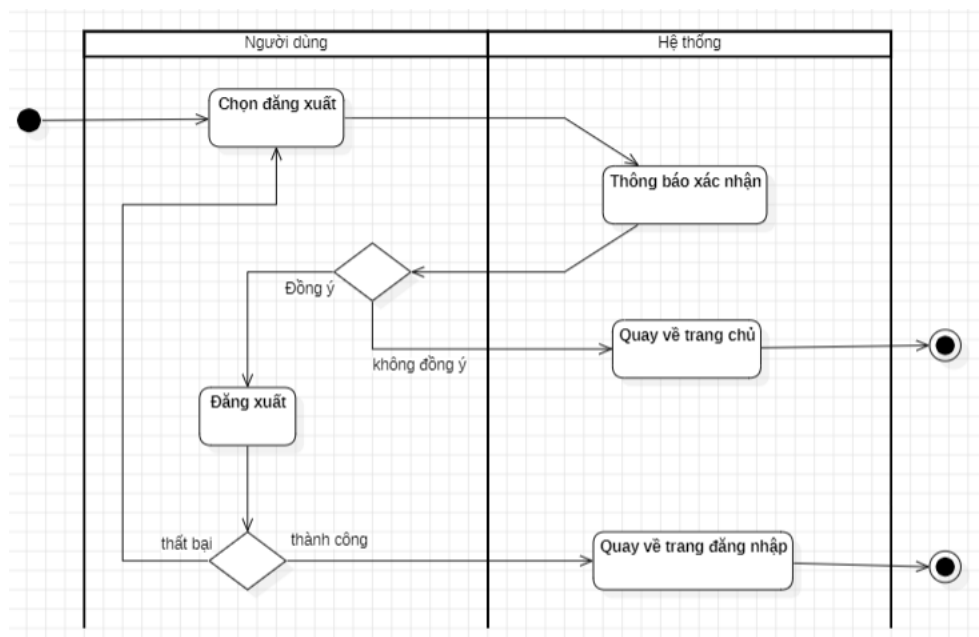 Người dùng
Hệ thống
Chọn đăng xuất
Thông báo xác nhận
Đồng ý
không đồng ý
Quay về trang chủ
Đăng xuất
thất bại
thành công
Quay về trang đăng nhập